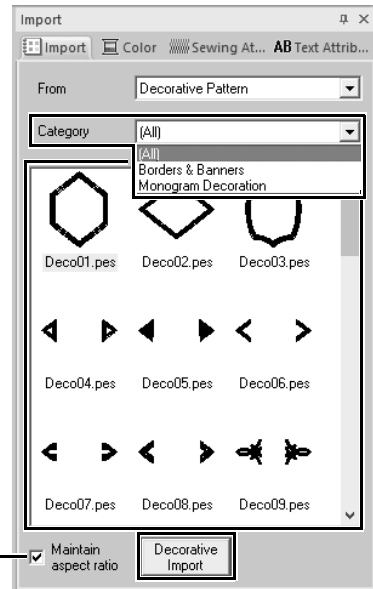 Import
Import Color Sewing At... AB Text Attrib...
From Decorative Pattern
Category (All)
(All)
Borders & Banners
Monogram Decoration
Deco01.pes Deco02.pes Deco03.pes
Deco04.pes Deco05.pes Deco06.pes
Deco07.pes Deco08.pes Deco09.pes
Maintain
aspect ratio
Decorative
Import